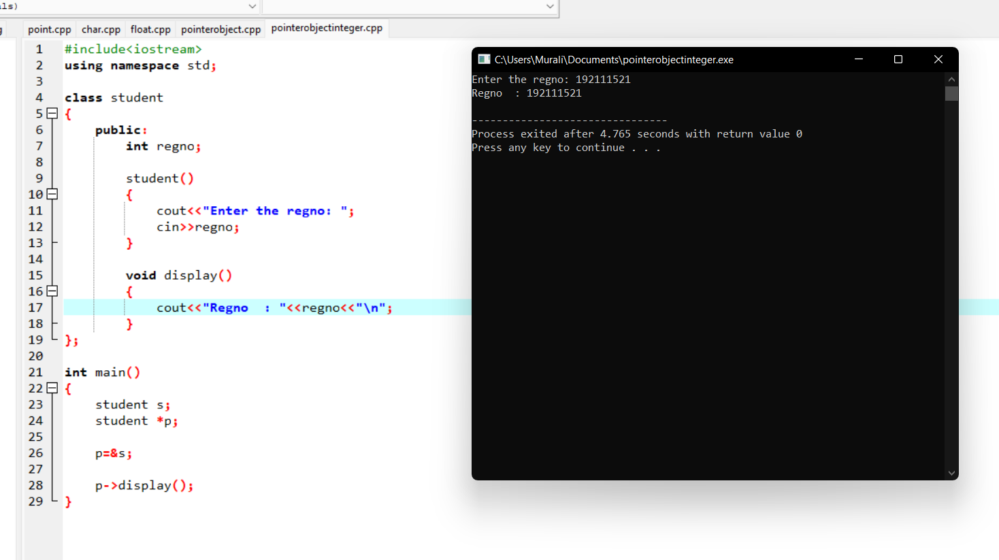 als)
g point.cpp char.cpp float.cpp pointerobject.cpp pointerobjectinteger.cpp
1 #include<iostream>
2 using namespace std;
3
4 class student
5 {
6 public:
7 int regno;
8
9 student()
10 {
11 cout<<"Enter the regno: ";
12 cin>>regno;
13 }
14
15 void display()
16 {
17 cout<<"Regno  : "<<regno<<"\n";
18 }
19 };
20
21 int main()
22 {
23 student s;
24 student *p;
25
26 p=&s;
27
28 p->display();
29 }
C:\Users\Murali\Documents\pointerobjectinteger.exe
Enter the regno: 192111521
Regno  : 192111521
--------------------------------
Process exited after 4.765 seconds with return value 0
Press any key to continue . . .